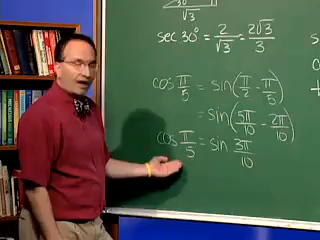 √3
sec 30° = 2/√3 = 2√3/3
cos π/5 = sin(π/2 - π/5)
= sin(5π/10 - 2π/10)
cos π/5 = sin 3π/10